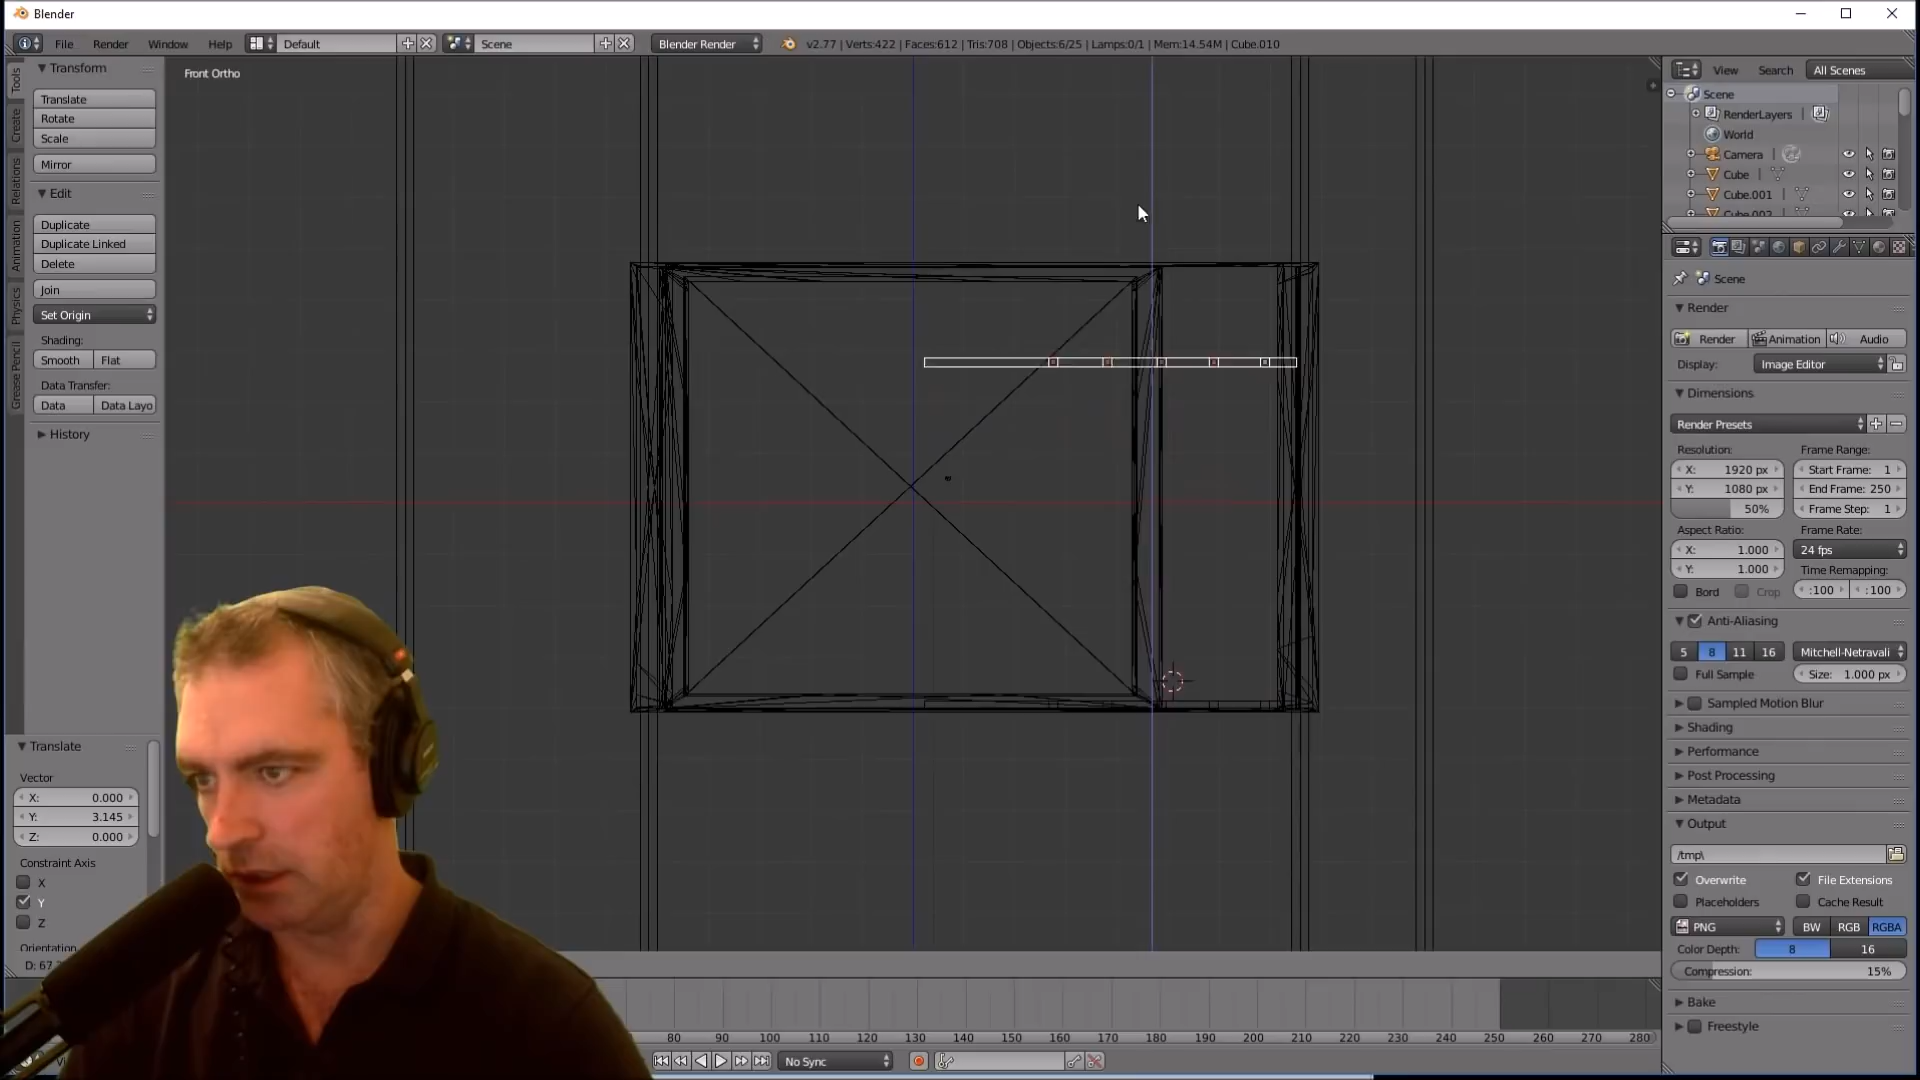 Blender
File Render Window Help Default Scene Blender Render v2.77 | Verts:422 | Faces:612 | Tris:708 | Objects:6/25 | Lamps:0/1 | Mem:14.54M | Cube.010
Tools
Create
Relations
Animation
Physics
Grease Pencil
Transform
Translate
Rotate
Scale
Mirror
Edit
Duplicate
Duplicate Linked
Delete
Join
Set Origin
Shading:
Smooth Flat
Data Transfer:
Data Data Layo
History
Translate
Vector
X: 0.000
Y: 3.145
Z: 0.000
Constraint Axis
X
Y
Z
Orientation
Front Ortho
80 90 100 110 120 130 140 150 160 170 180 190 200 210 220 230 240 250 260 270 280
No Sync
View Search All Scenes
Scene
RenderLayers
World
Camera
Cube
Cube.001
Cube.002
Scene
Render
Render Animation Audio
Display: Image Editor
Dimensions
Render Presets
Resolution: Frame Range:
X: 1920 px Start Frame: 1
Y: 1080 px End Frame: 250
50% Frame Step: 1
Aspect Ratio: Frame Rate:
X: 1.000 24 fps
Y: 1.000 Time Remapping:
Bord Crop :100 :100
Anti-Aliasing
5 8 11 16 Mitchell-Netravali
Full Sample Size: 1.000 px
Sampled Motion Blur
Shading
Performance
Post Processing
Metadata
Output
/tmp\
Overwrite File Extensions
Placeholders Cache Result
PNG BW RGB RGBA
Color Depth: 8 16
Compression: 15%
Bake
Freestyle